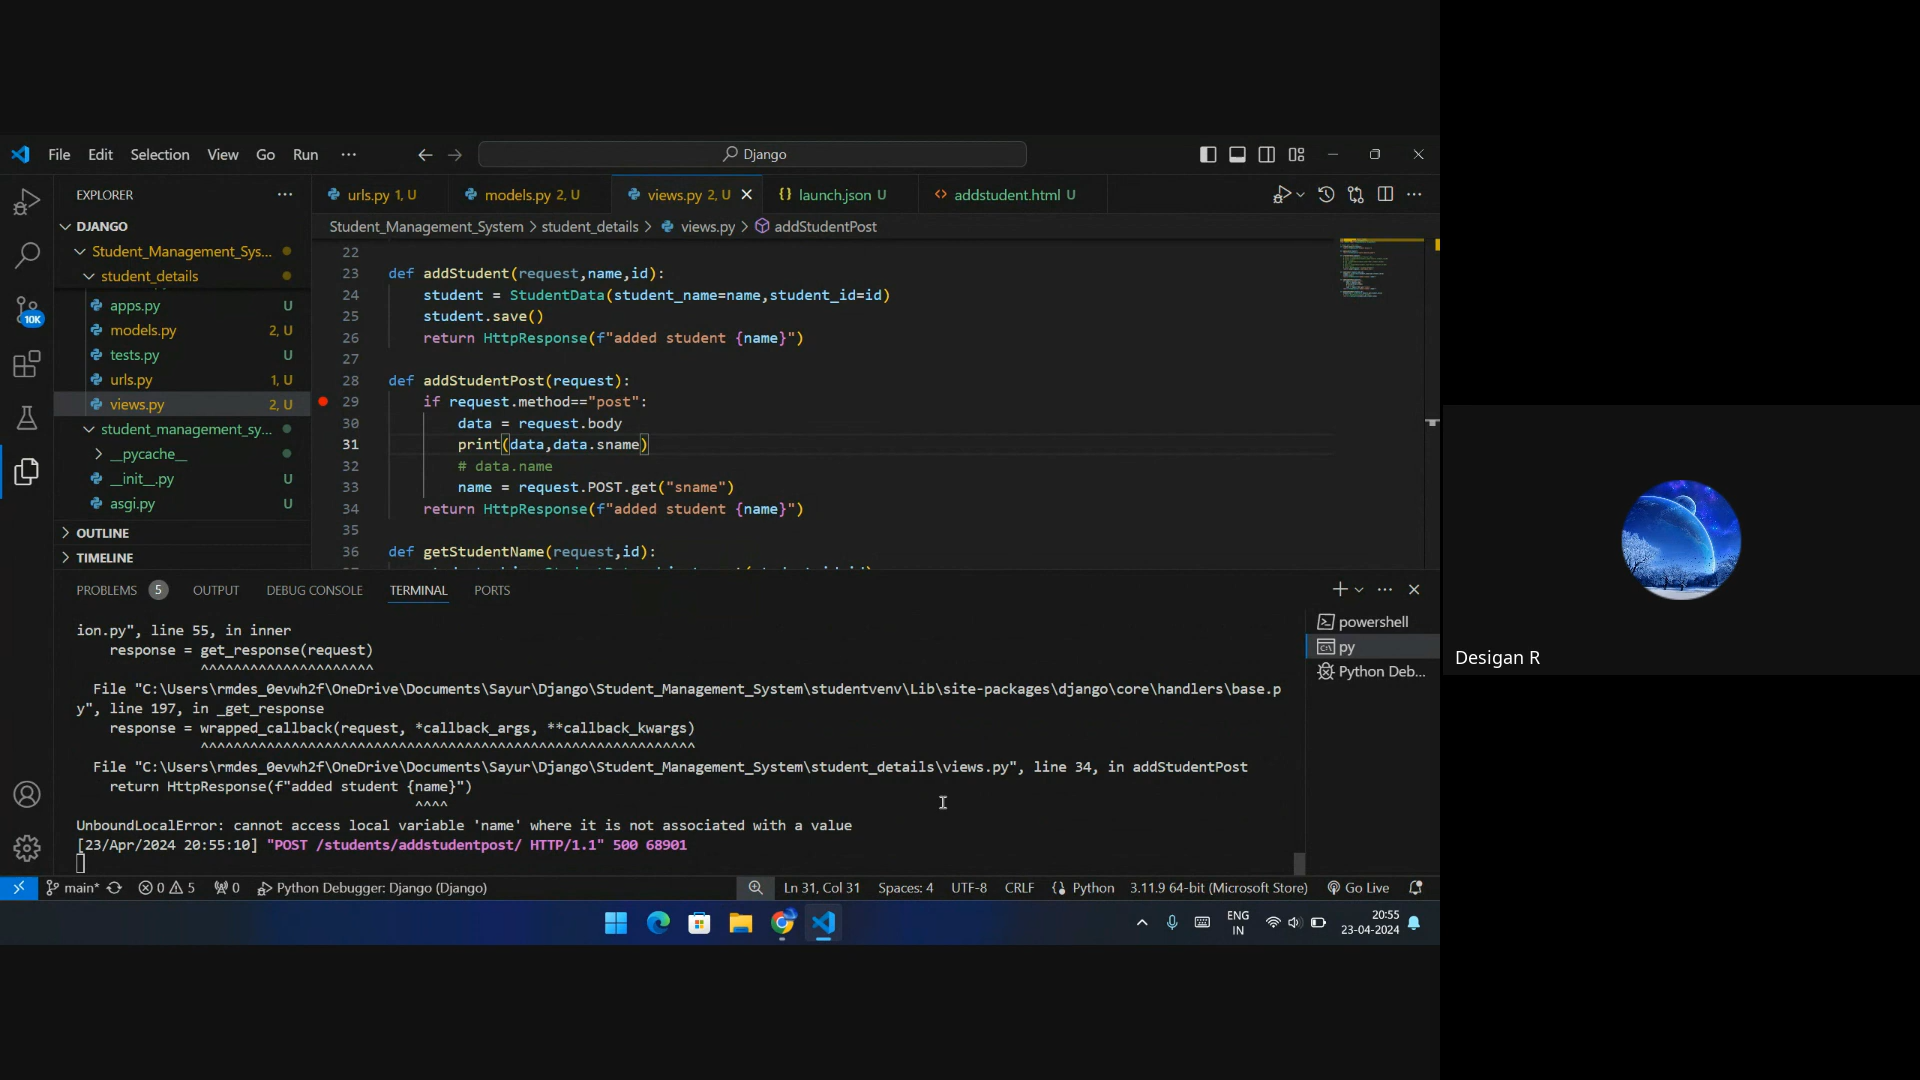 File Edit Selection View Go Run ··· Django
EXPLORER ···
urls.py 1, U models.py 2, U views.py 2, U launch.json U addstudent.html U
DJANGO
Student_Management_System > student_details > views.py > addStudentPost
Student_Management_Sys...
student_details
apps.py U
models.py 2, U
tests.py U
urls.py 1, U
views.py 2, U
student_management_sy...
__pycache__
__init__.py U
asgi.py U
OUTLINE
TIMELINE
10K
22
23 def addStudent(request,name,id):
24 student = StudentData(student_name=name,student_id=id)
25 student.save()
26 return HttpResponse(f"added student {name}")
27
28 def addStudentPost(request):
29 if request.method=="post":
30 data = request.body
31 print(data,data.sname)
32 # data.name
33 name = request.POST.get("sname")
34 return HttpResponse(f"added student {name}")
35
36 def getStudentName(request,id):
PROBLEMS 5 OUTPUT DEBUG CONSOLE TERMINAL PORTS
ion.py", line 55, in inner
response = get_response(request)
^^^^^^^^^^^^^^^^^^^^^
File "C:\Users\rmdes_0evwh2f\OneDrive\Documents\Sayur\Django\Student_Management_System\studentvenv\Lib\site-packages\django\core\handlers\base.p
y", line 197, in _get_response
response = wrapped_callback(request, *callback_args, **callback_kwargs)
^^^^^^^^^^^^^^^^^^^^^^^^^^^^^^^^^^^^^^^^^^^^^^^^^^^^^^^^^^^^
File "C:\Users\rmdes_0evwh2f\OneDrive\Documents\Sayur\Django\Student_Management_System\student_details\views.py", line 34, in addStudentPost
return HttpResponse(f"added student {name}")
^^^^
UnboundLocalError: cannot access local variable 'name' where it is not associated with a value
[23/Apr/2024 20:55:10] "POST /students/addstudentpost/ HTTP/1.1" 500 68901
powershell
py
Python Deb...
main* 0 5 0 Python Debugger: Django (Django) Ln 31, Col 31 Spaces: 4 UTF-8 CRLF Python 3.11.9 64-bit (Microsoft Store) Go Live
ENG
IN
20:55
23-04-2024
Desigan R